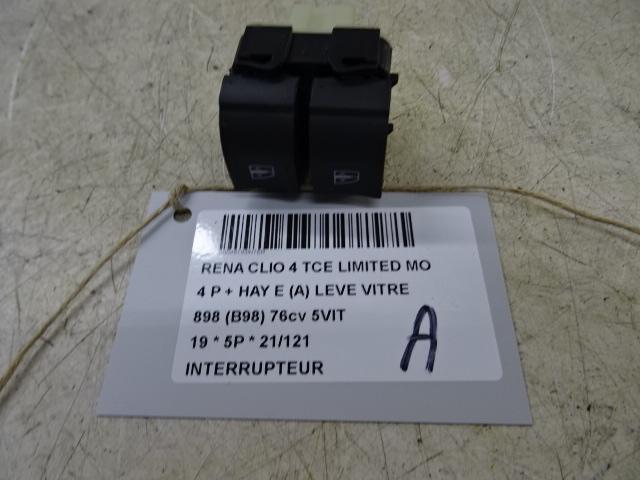 RENA CLIO 4 TCE LIMITED MO
4 P + HAY E (A) LEVE VITRE
898 (B98) 76cv 5VIT
19 * 5P * 21/121
INTERRUPTEUR
A